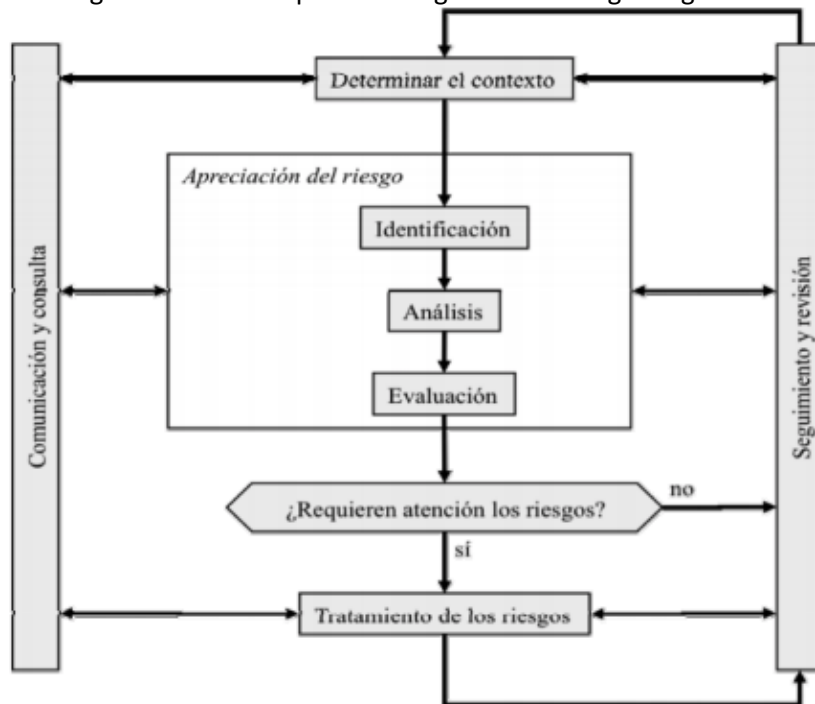 Determinar el contexto
Apreciación del riesgo
Identificación
Análisis
Evaluación
¿Requieren atención los riesgos?
no
sí
Tratamiento de los riesgos
Comunicación y consulta
Seguimiento y revisión